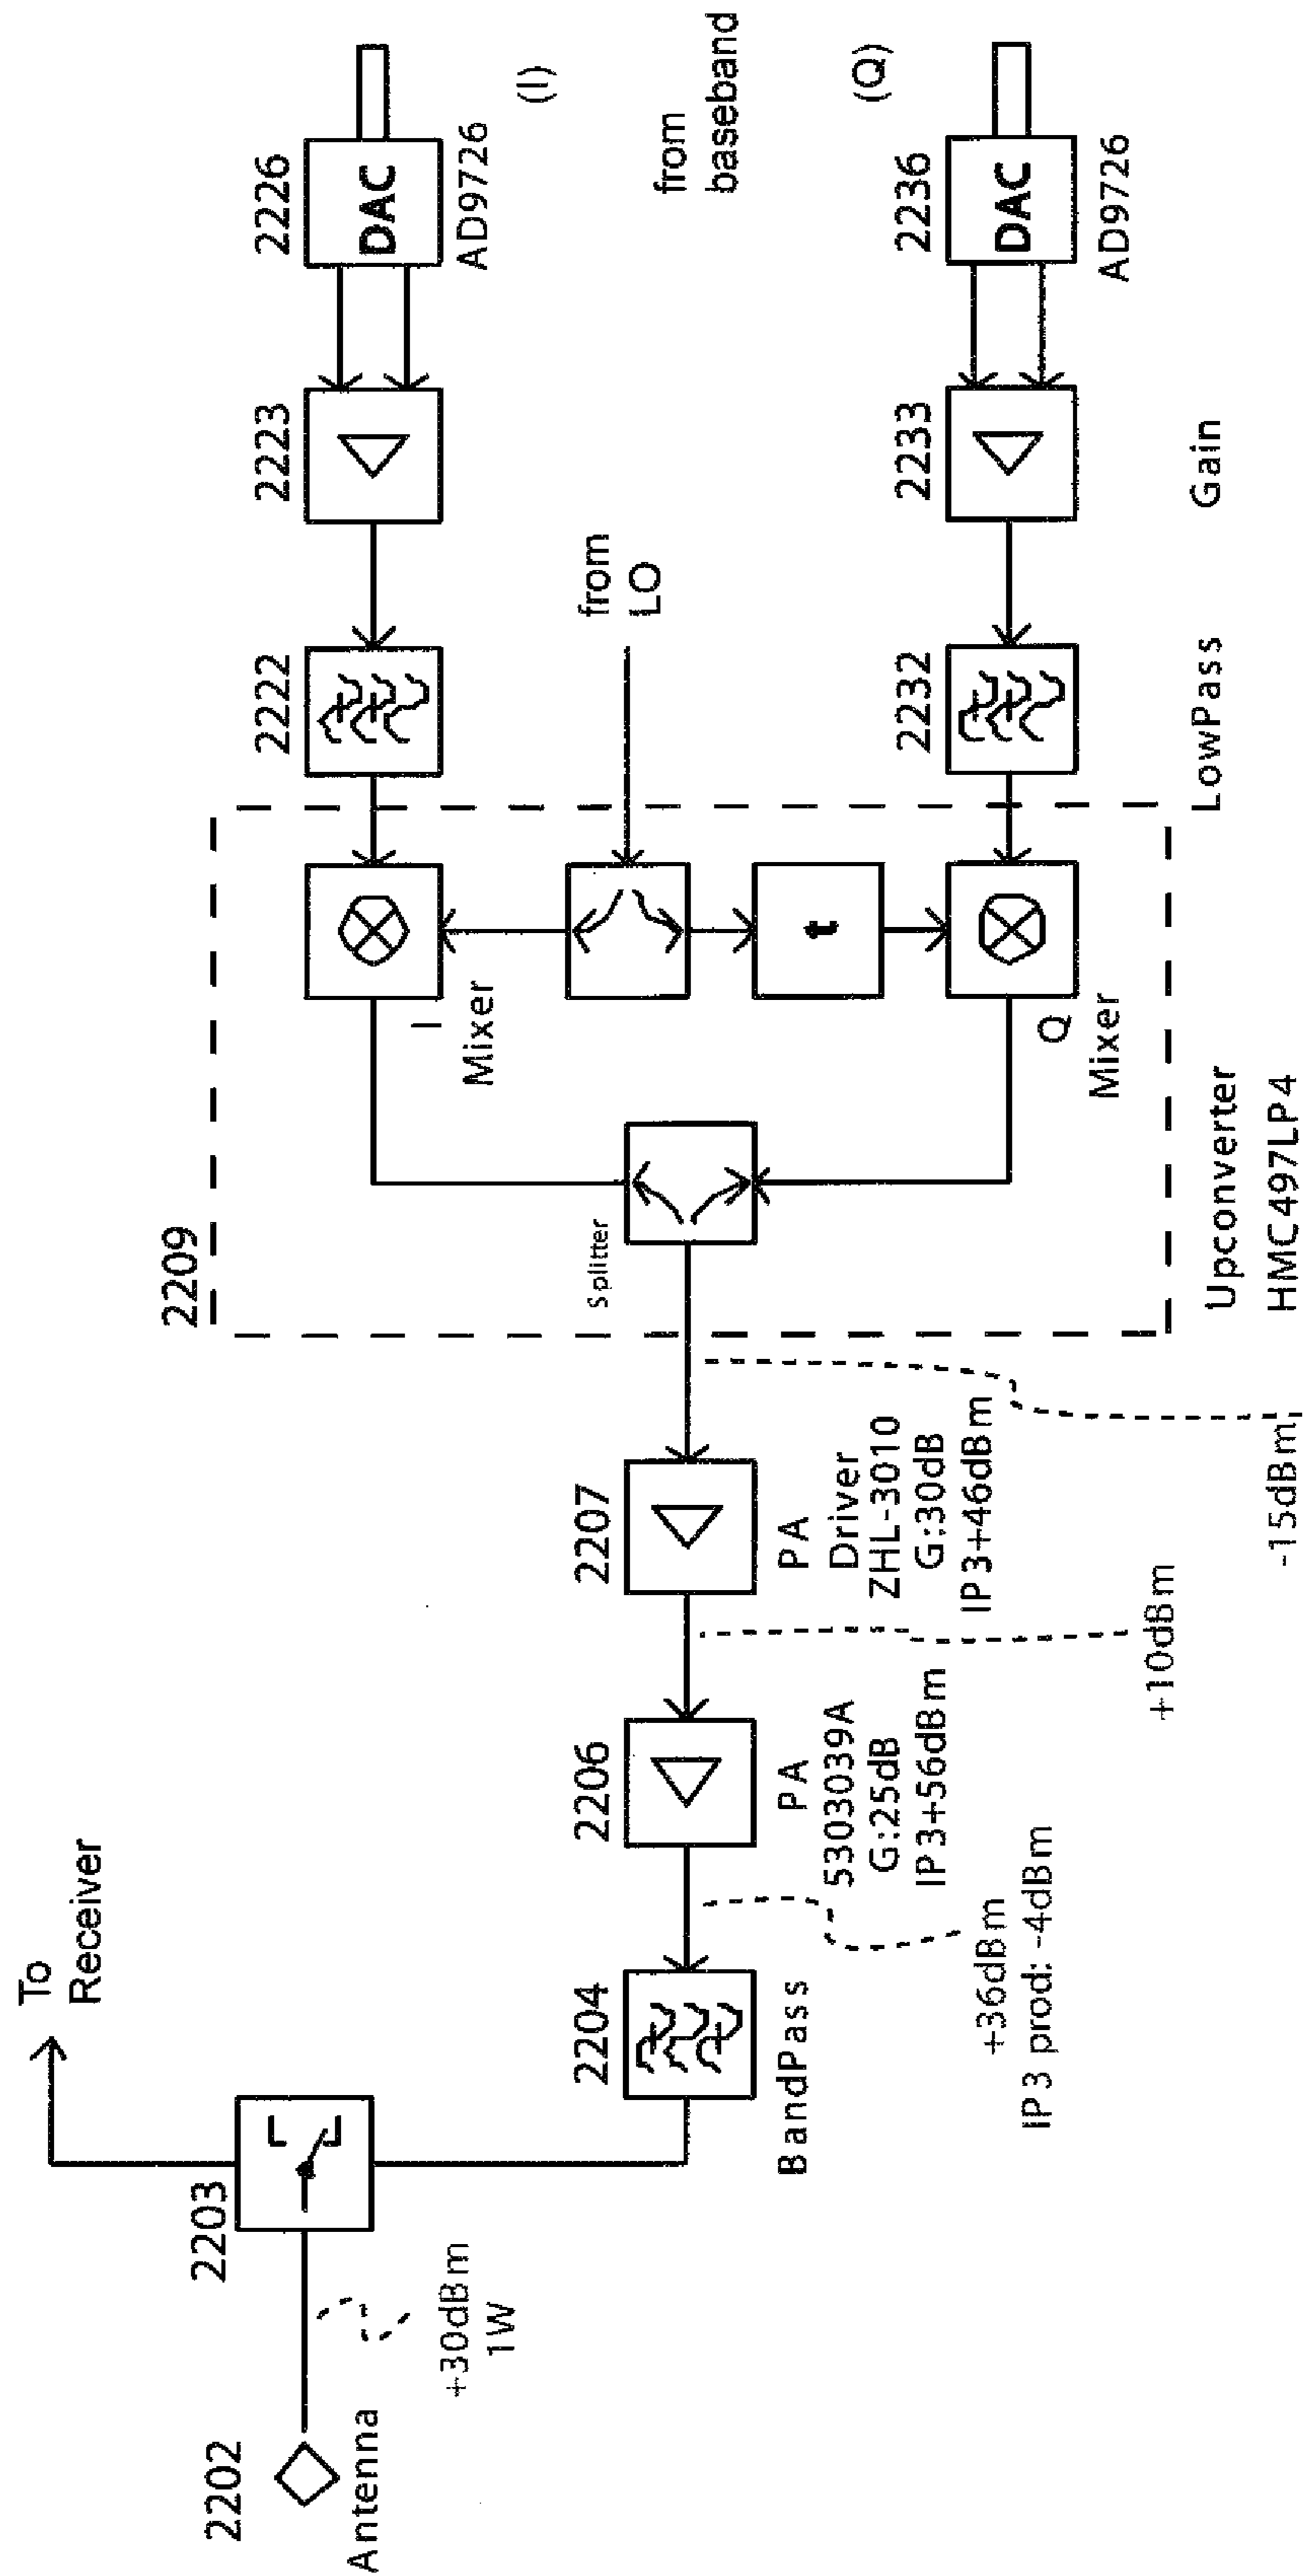 To
Receiver
2202
Antenna
+30dBm
1W
2203
2204
BandPass
+36dBm
IP3 prod: -4dBm
2206
PA
5303039A
G:25dB
IP3+56dBm
+10dBm
2207
PA
Driver
ZHL-3010
G:30dB
IP3+46dBm
-15dBm
2209
Splitter
I
Mixer
t
Q
Mixer
Upconverter
HMC497LP4
from
LO
2222
2232
LowPass
2223
2233
Gain
2226
DAC
AD9726
(I)
from
baseband
(Q)
2236
DAC
AD9726